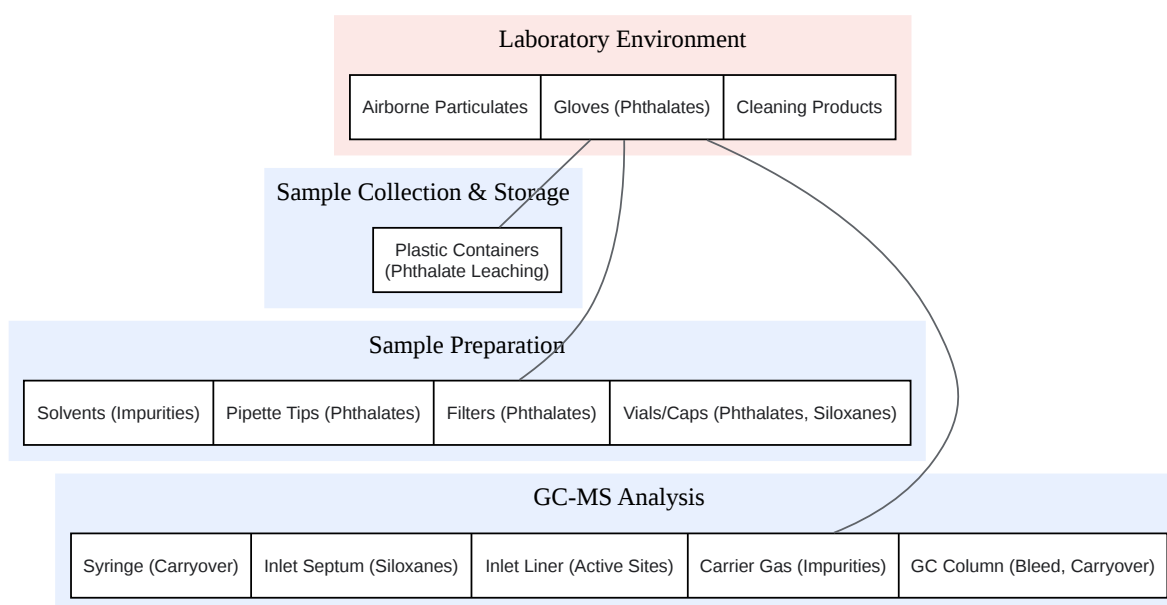 Laboratory Environment
Airborne Particulates
Gloves (Phthalates)
Cleaning Products
Sample Collection & Storage
Plastic Containers
(Phthalate Leaching)
Sample Preparation
Solvents (Impurities)
Pipette Tips (Phthalates)
Filters (Phthalates)
Vials/Caps (Phthalates, Siloxanes)
GC-MS Analysis
Syringe (Carryover)
Inlet Septum (Siloxanes)
Inlet Liner (Active Sites)
Carrier Gas (Impurities)
GC Column (Bleed, Carryover)